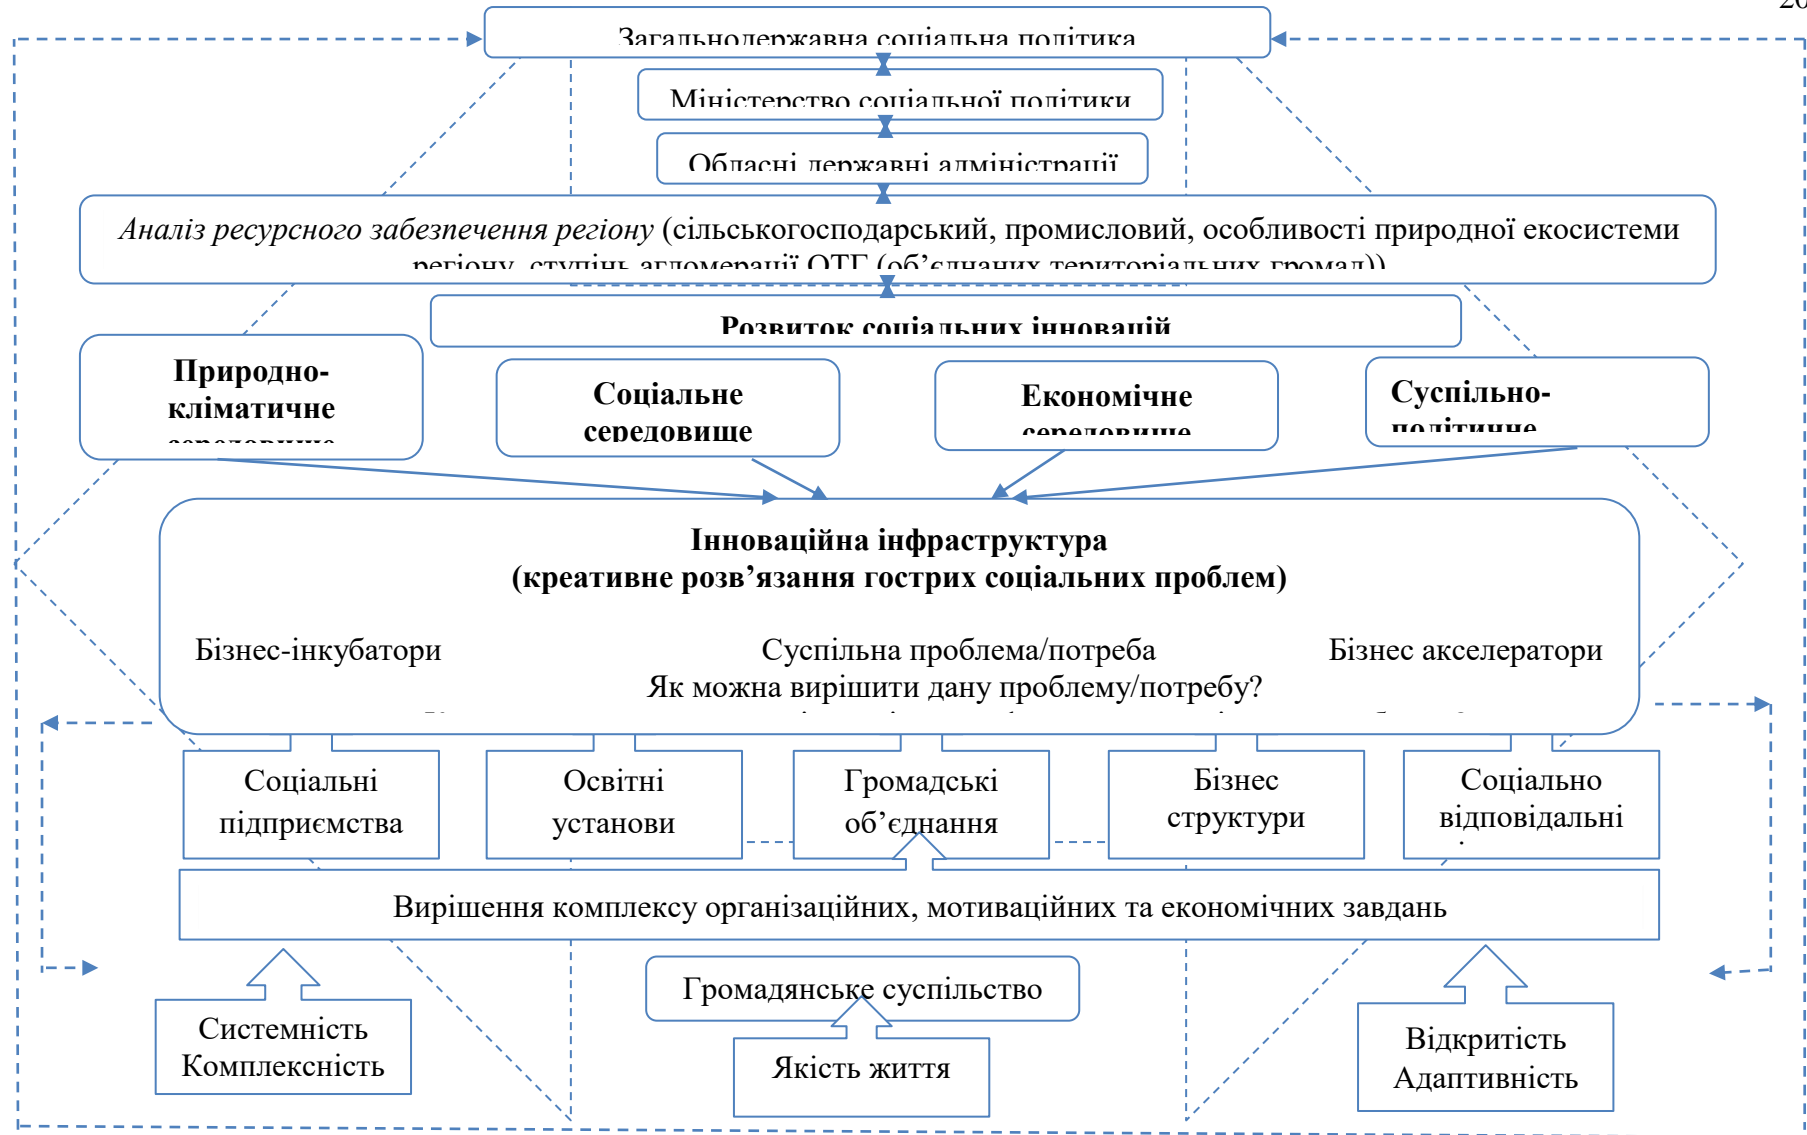 20
Загальнодержавна соціальна політика
Міністерство соціальної політики
Обласні державні адміністрації
Аналіз ресурсного забезпечення регіону (сільськогосподарський, промисловий, особливості природної екосистеми
регіону, ступінь агломерації ОТГ (об’єднаних територіальних громад))
Розвиток соціальних інновацій
Природно-
кліматичне
середовище
Соціальне
середовище
Економічне
середовище
Суспільно-
політичне
Інноваційна інфраструктура
(креативне розв’язання гострих соціальних проблем)
Бізнес-інкубатори Суспільна проблема/потреба Бізнес акселератори
Як можна вирішити дану проблему/потребу?
Соціальні
підприємства
Освітні
установи
Громадські
об’єднання
Бізнес
структури
Соціально
відповідальні
Вирішення комплексу організаційних, мотиваційних та економічних завдань
Громадянське суспільство
Системність
Комплексність
Якість життя
Відкритість
Адаптивність